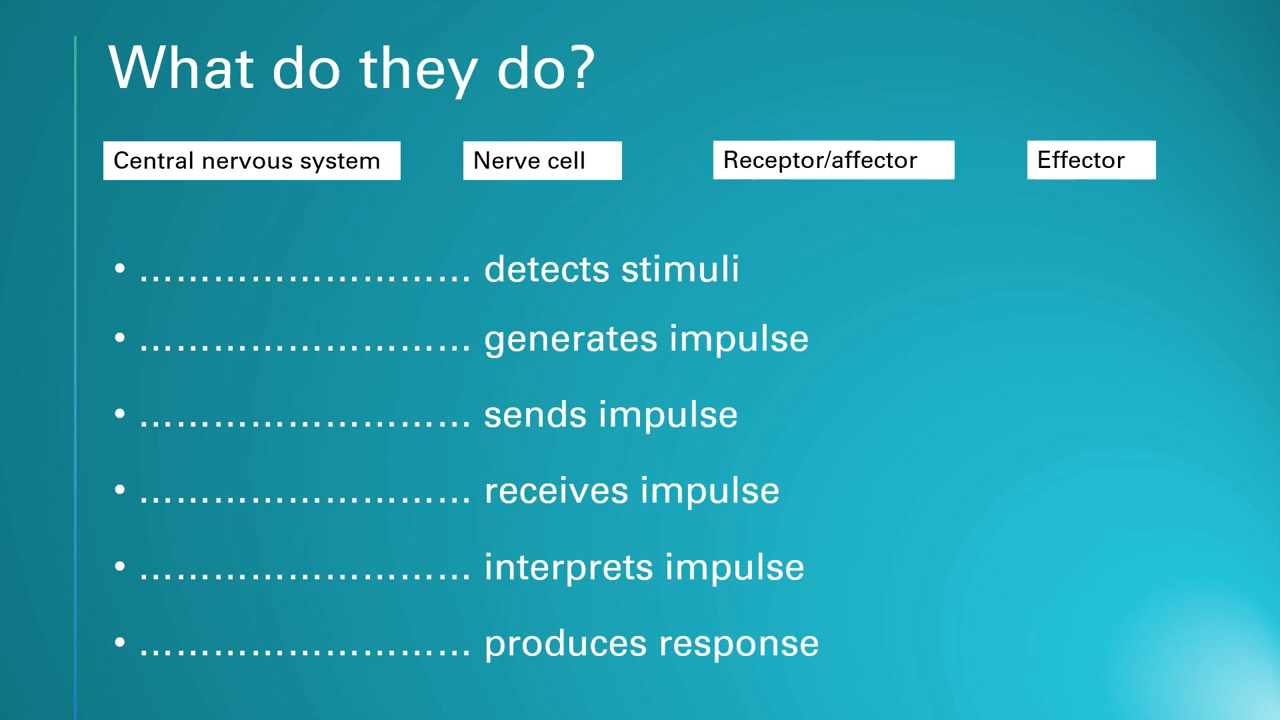 What do they do?
Central nervous system Nerve cell Receptor/affector Effector
• ……………………… detects stimuli
• ……………………… generates impulse
• ……………………… sends impulse
• ……………………… receives impulse
• ……………………… interprets impulse
• ……………………… produces response